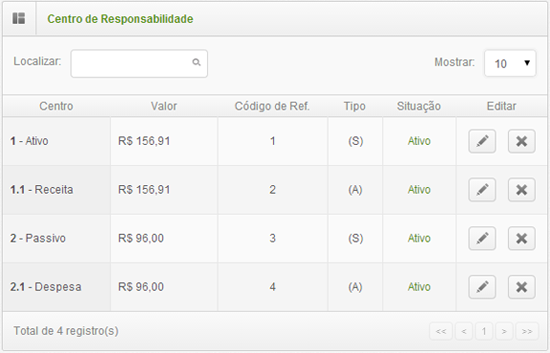 Centro de Responsabilidade
Localizar: Mostrar: 10
Centro Valor Código de Ref. Tipo Situação Editar
1 - Ativo R$ 156,91 1 (S) Ativo
1.1 - Receita R$ 156,91 2 (A) Ativo
2 - Passivo R$ 96,00 3 (S) Ativo
2.1 - Despesa R$ 96,00 4 (A) Ativo
Total de 4 registro(s) << < 1 > >>